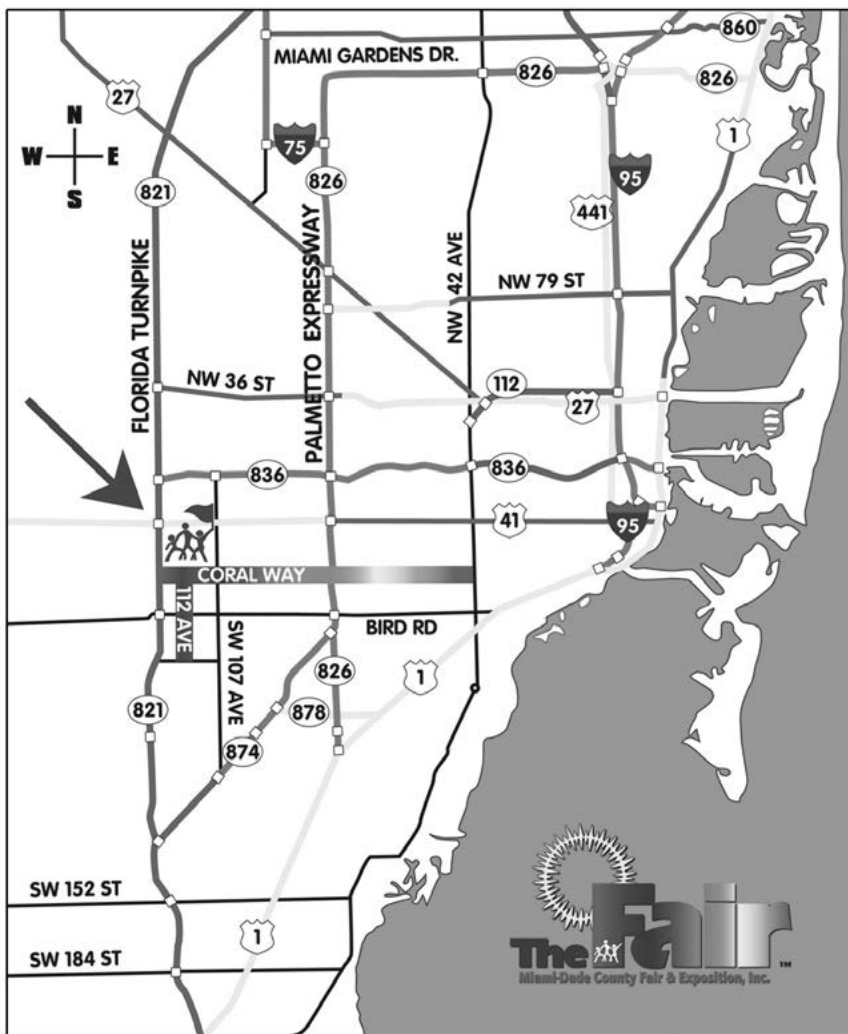 860
MIAMI GARDENS DR.
826
826
27
N
W E
S
1
75
826
95
821
441
FLORIDA TURNPIKE
PALMETTO EXPRESSWAY
NW 42 AVE
NW 79 ST
NW 36 ST
112
27
836
836
41
95
CORAL WAY
112 AVE
SW 107 AVE
BIRD RD
826
1
821
878
874
SW 152 ST
1
SW 184 ST
The Fair ™
Miami-Dade County Fair & Exposition, Inc.